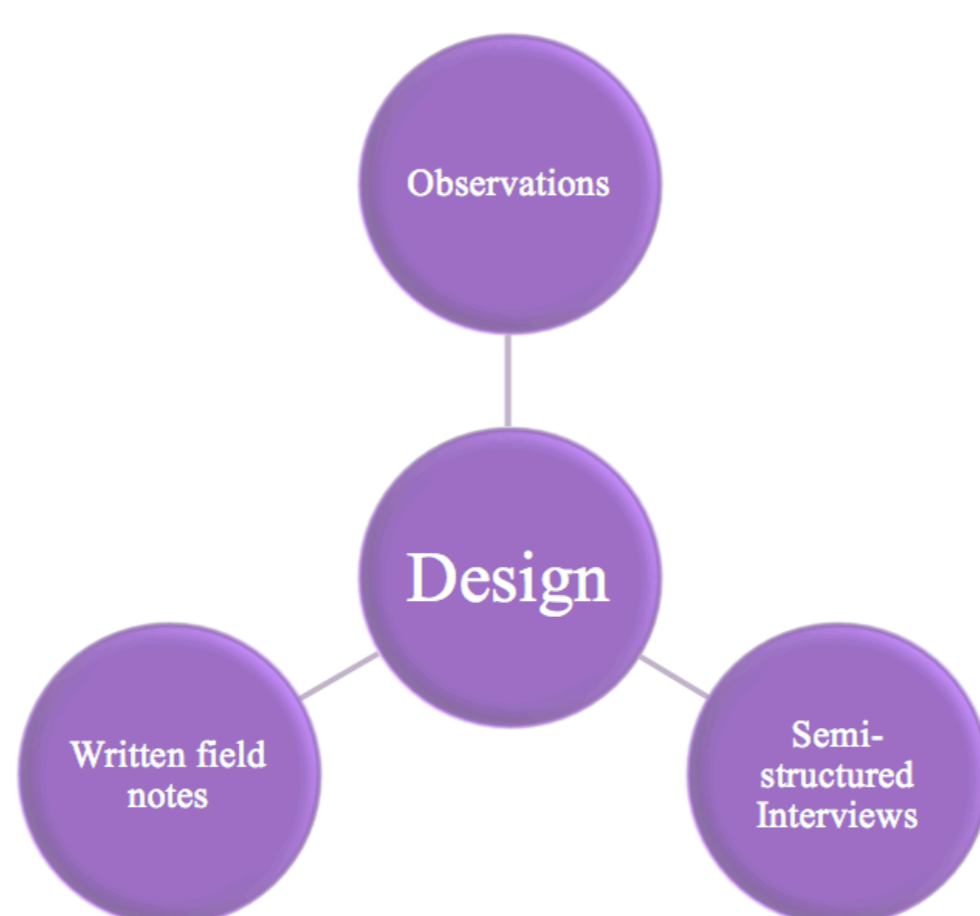 Observations
Design
Written field
notes
Semi-
structured
Interviews